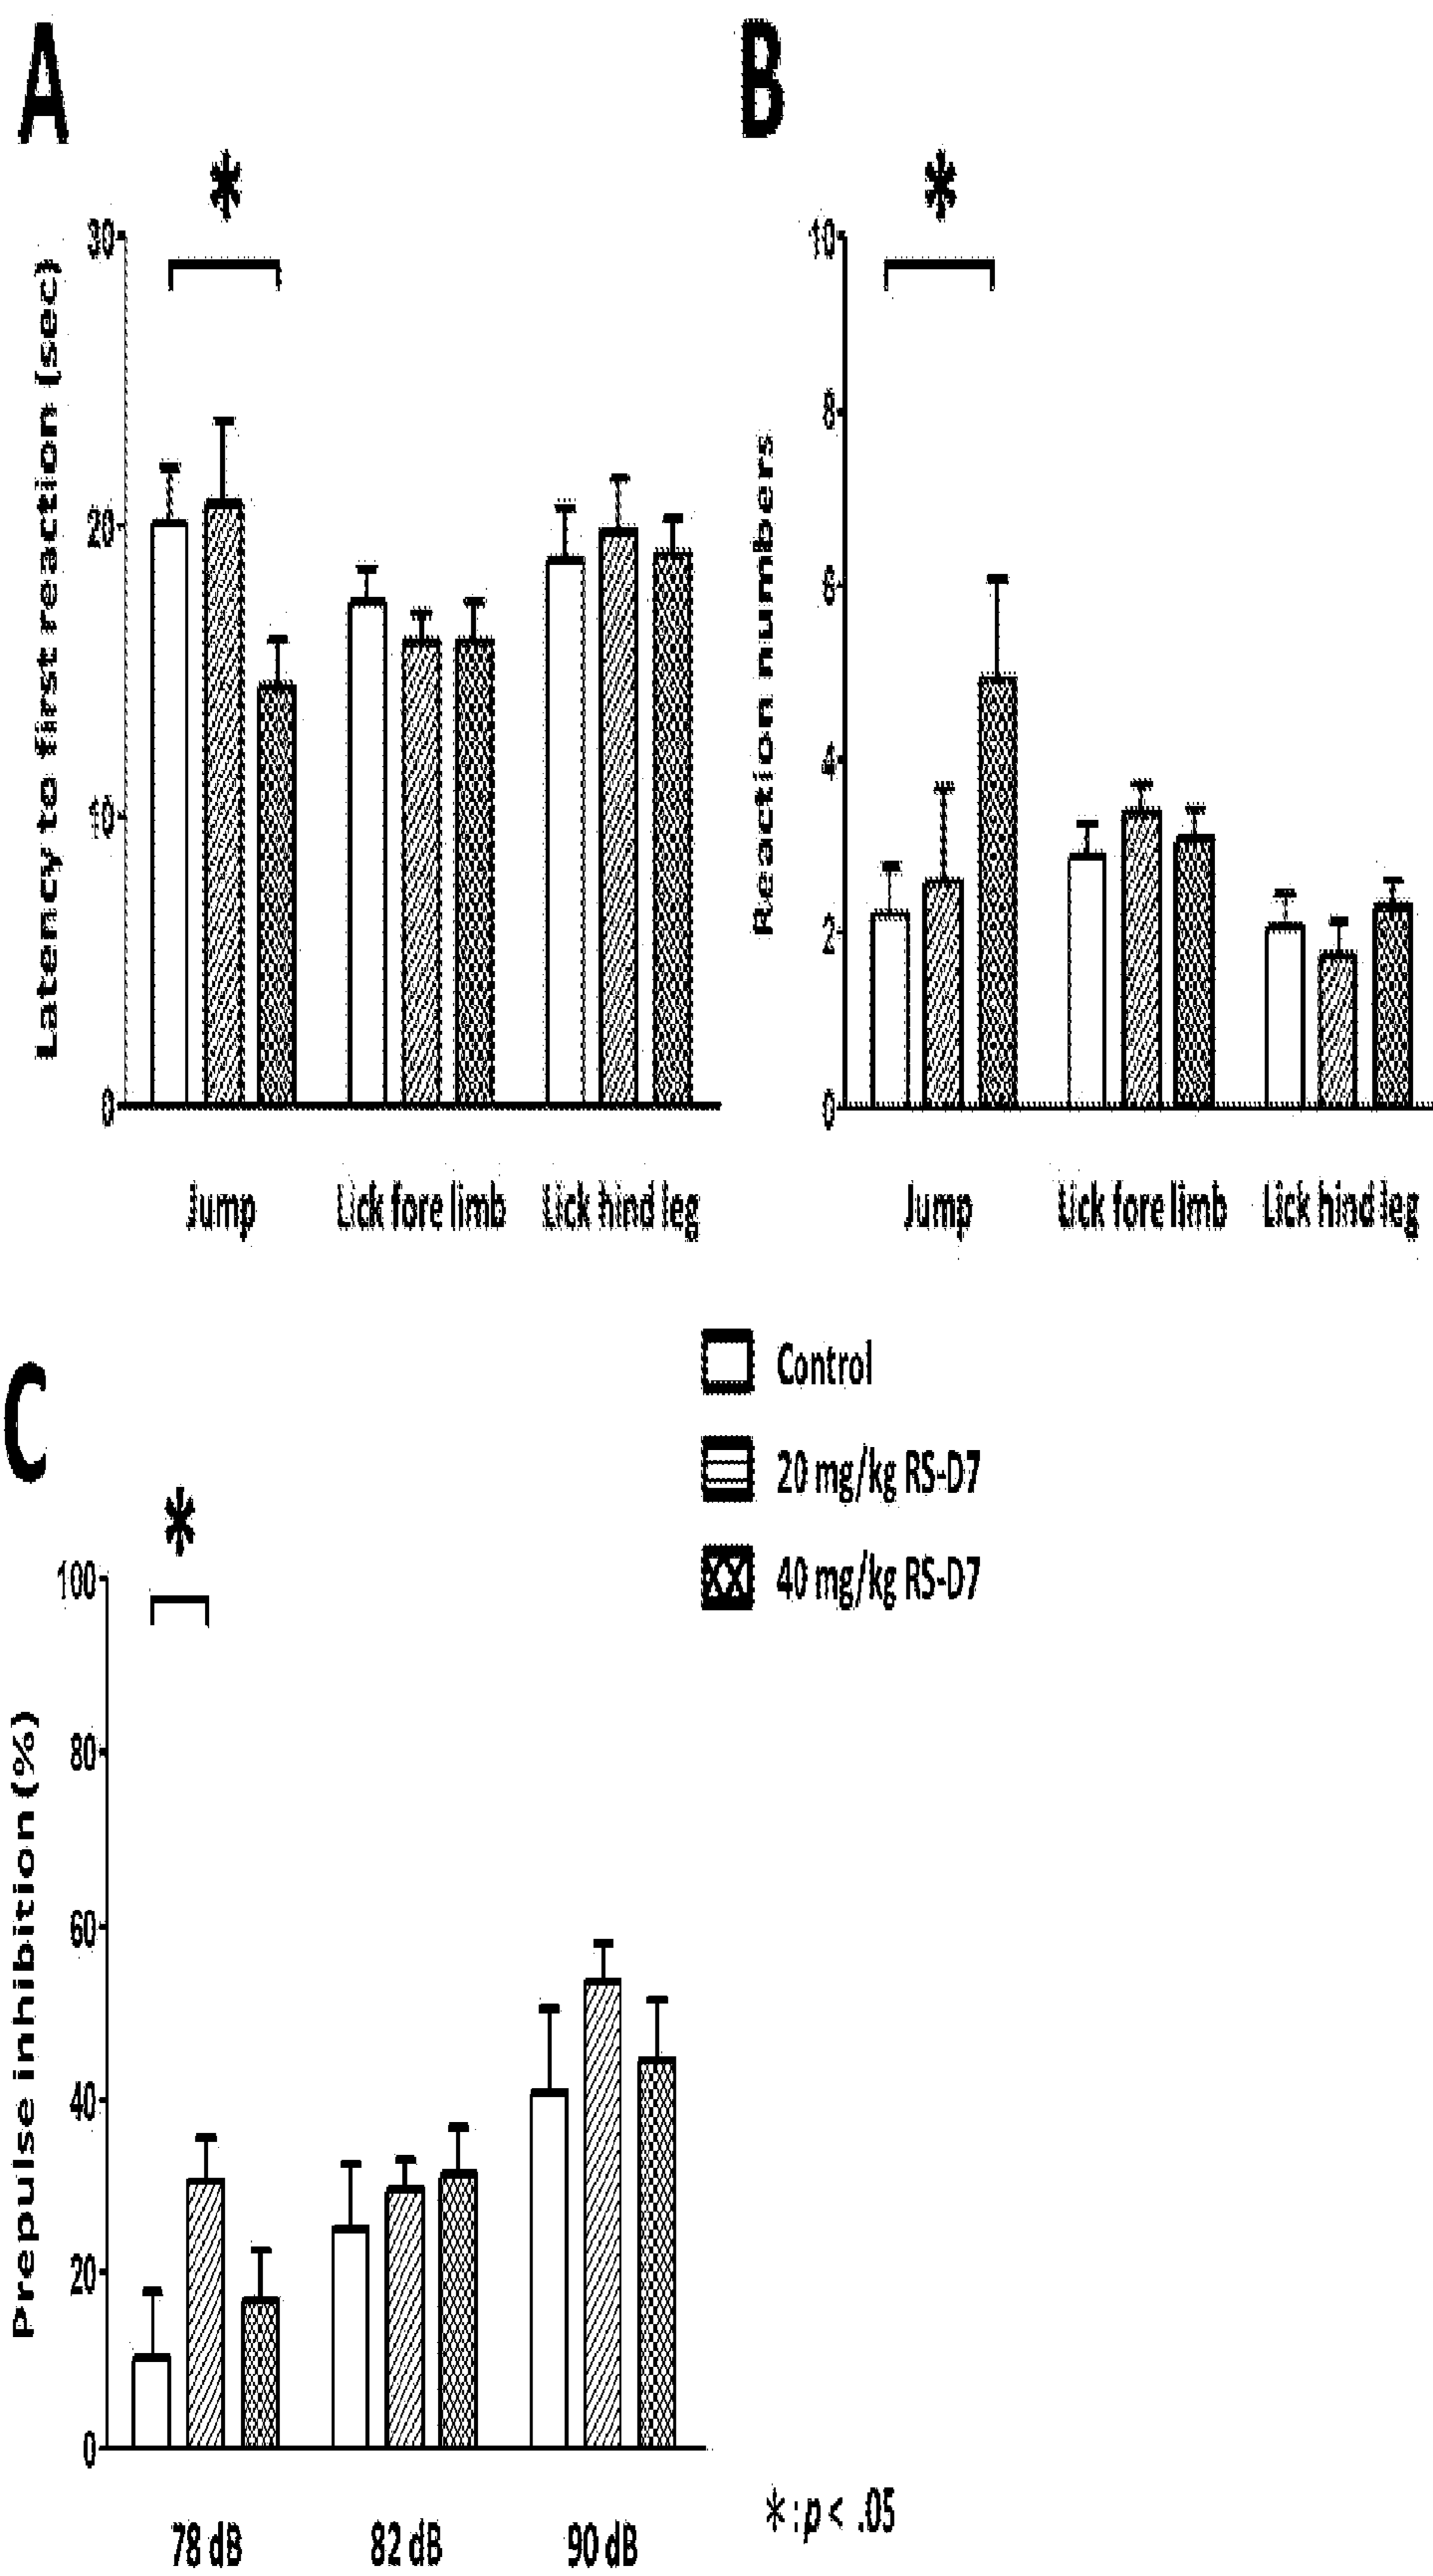 A
*
30
20
10
0
Latency to first reaction (sec)
Jump Lick fore limb Lick hind leg
B
*
10
8
6
4
2
0
Reaction numbers
Jump Lick fore limb Lick hind leg
Control
20 mg/kg RS-D7
40 mg/kg RS-D7
C
*
100
80
60
40
20
0
Prepulse inhibition (%)
78 dB 82 dB 90 dB
*: p < .05